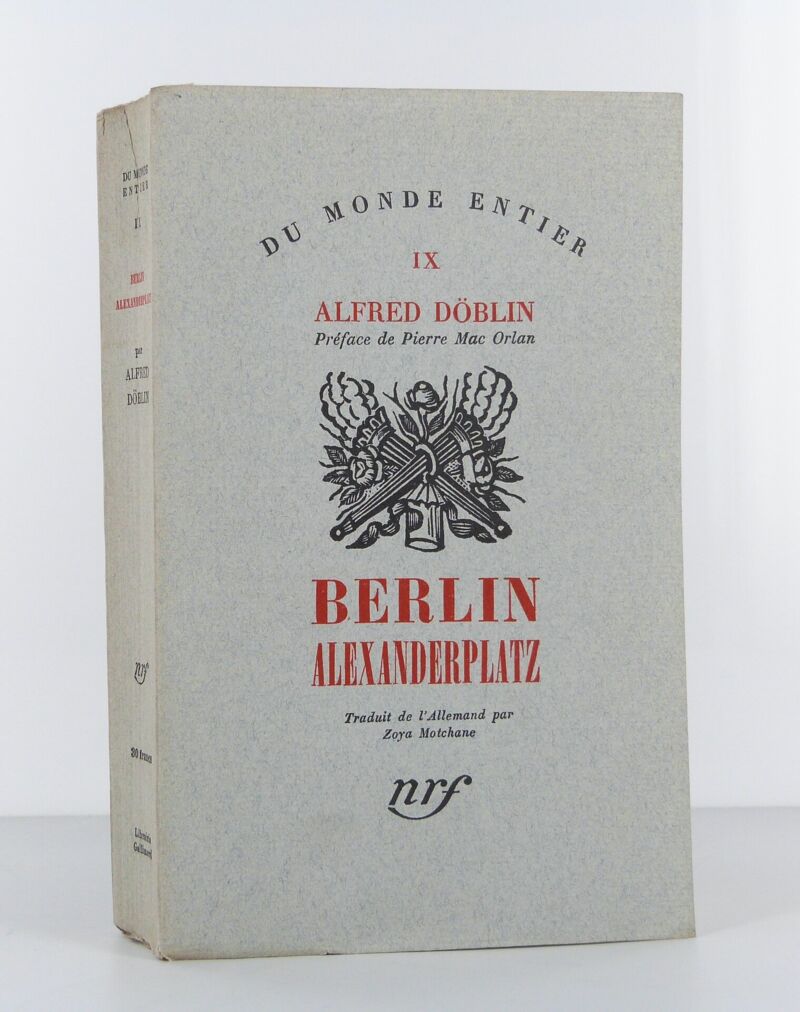 DU MONDE
ENTIER
IX
BERLIN
ALEXANDERPLATZ
par
ALFRED
DÖBLIN
nrf
30 francs
Librairie
Gallimard
DU MONDE ENTIER
IX
ALFRED DÖBLIN
Préface de Pierre Mac Orlan
BERLIN
ALEXANDERPLATZ
Traduit de l'Allemand par
Zoya Motchane
nrf